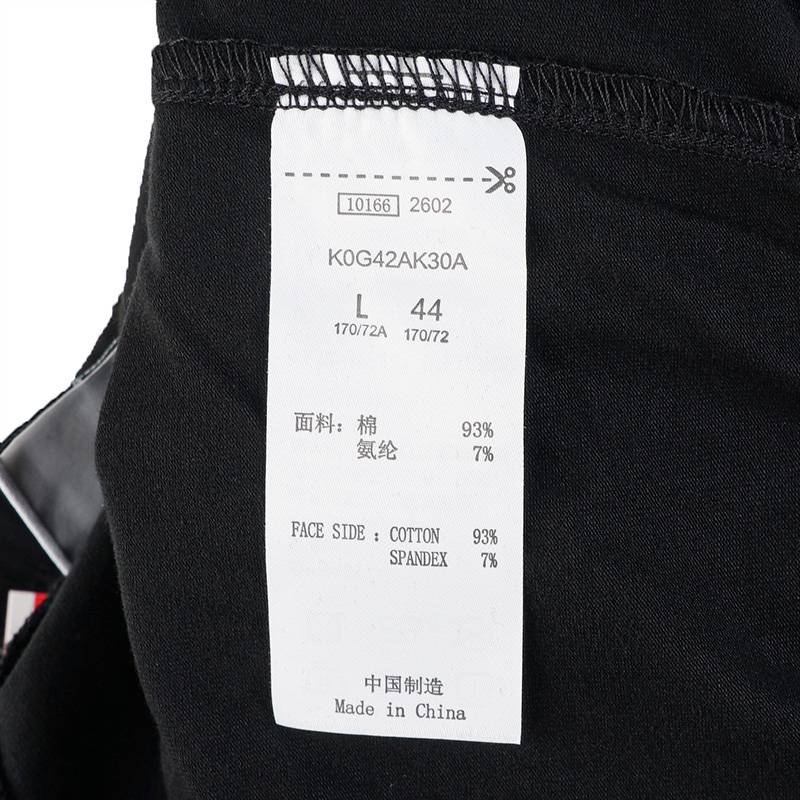 10166 2602
K0G42AK30A
L 44
170/72A 170/72
面料：棉 93%
氨纶 7%
FACE SIDE : COTTON 93%
SPANDEX 7%
中国制造
Made in China